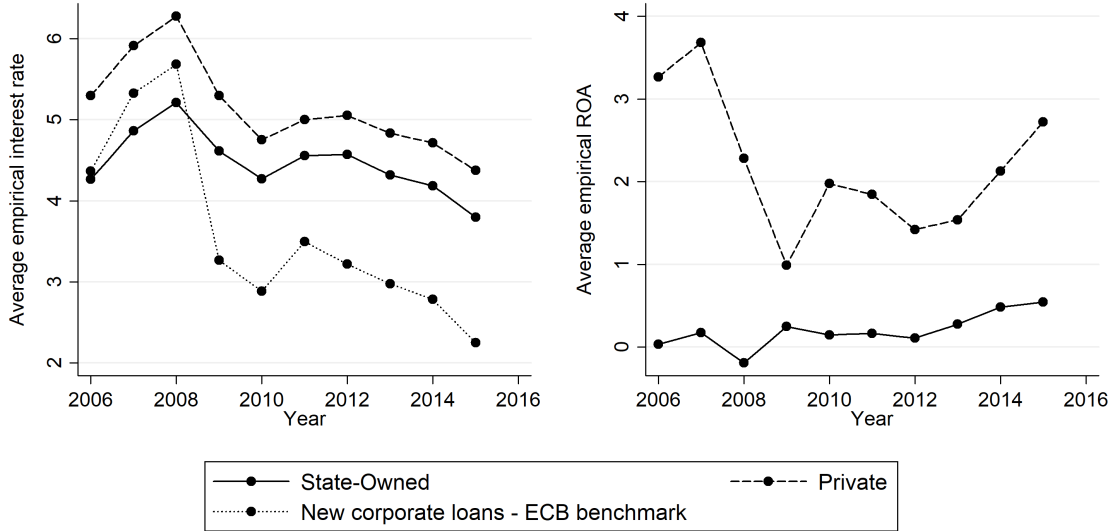 Average empirical interest rate
6
5
4
3
2
2006 2008 2010 2012 2014 2016
Year
Average empirical ROA
4
3
2
1
0
2006 2008 2010 2012 2014 2016
Year
State-Owned Private
New corporate loans - ECB benchmark